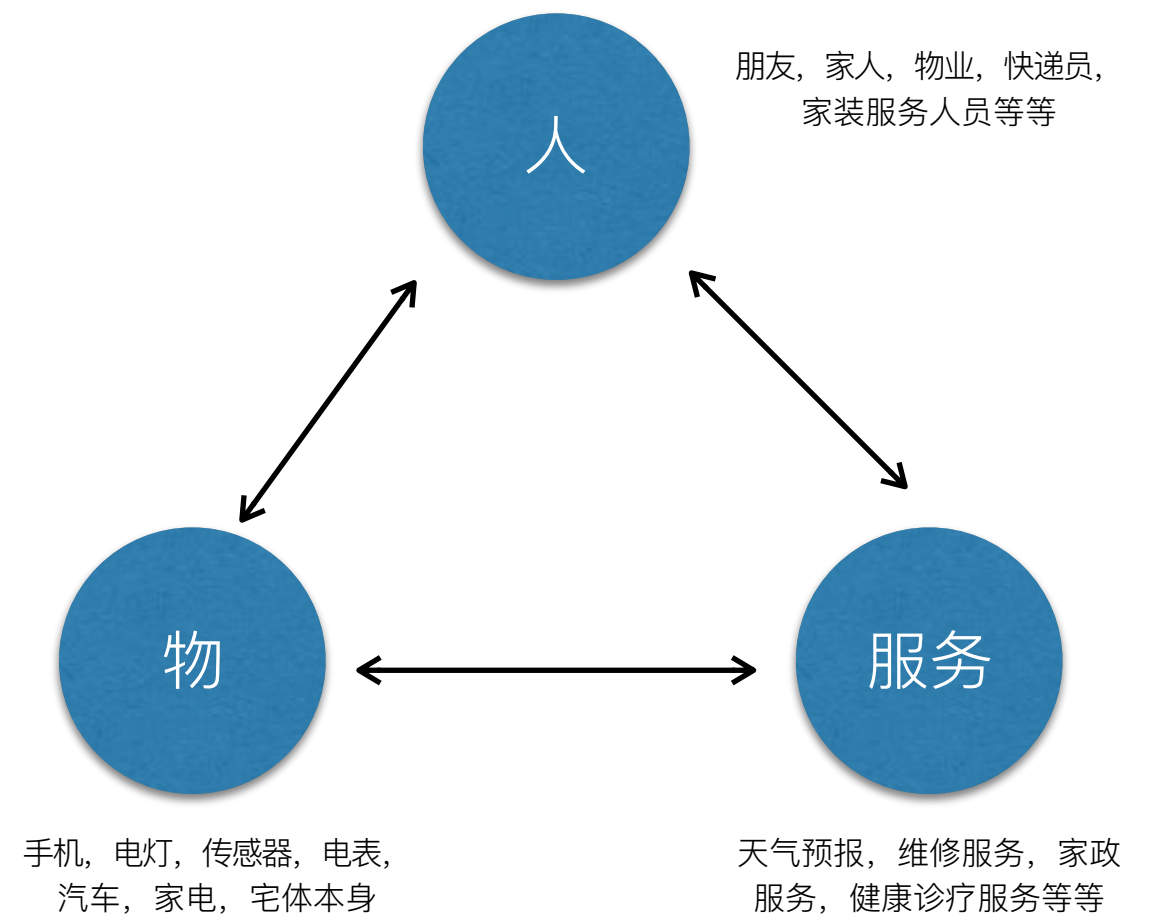 朋友，家人，物业，快递员，
家装服务人员等等
人
物
服务
手机，电灯，传感器，电表，
汽车，家电，宅体本身
天气预报，维修服务，家政
服务，健康诊疗服务等等